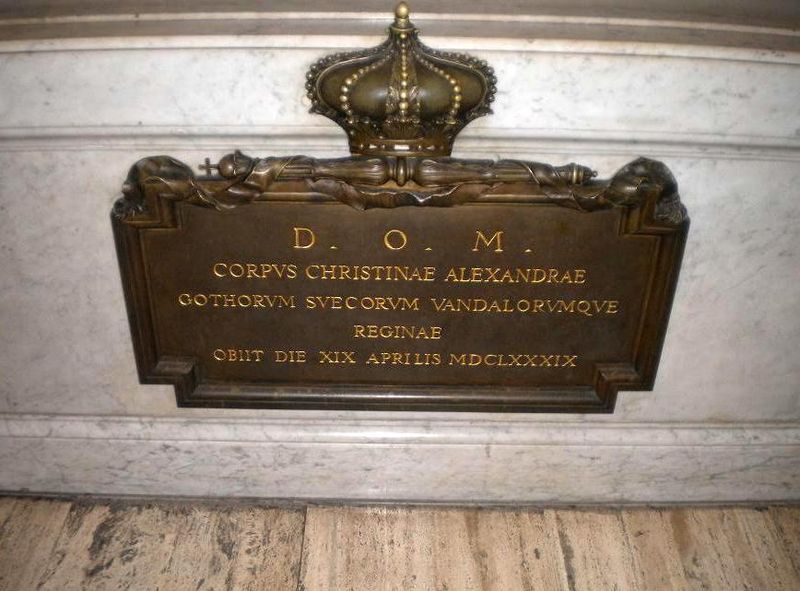 D. O. M.
CORPVS CHRISTINAE ALEXANDRAE
GOTHORVM SVECORVM VANDALORVMQVE
REGINAE
OBIIT DIE XIX APRILIS MDCLXXXIX